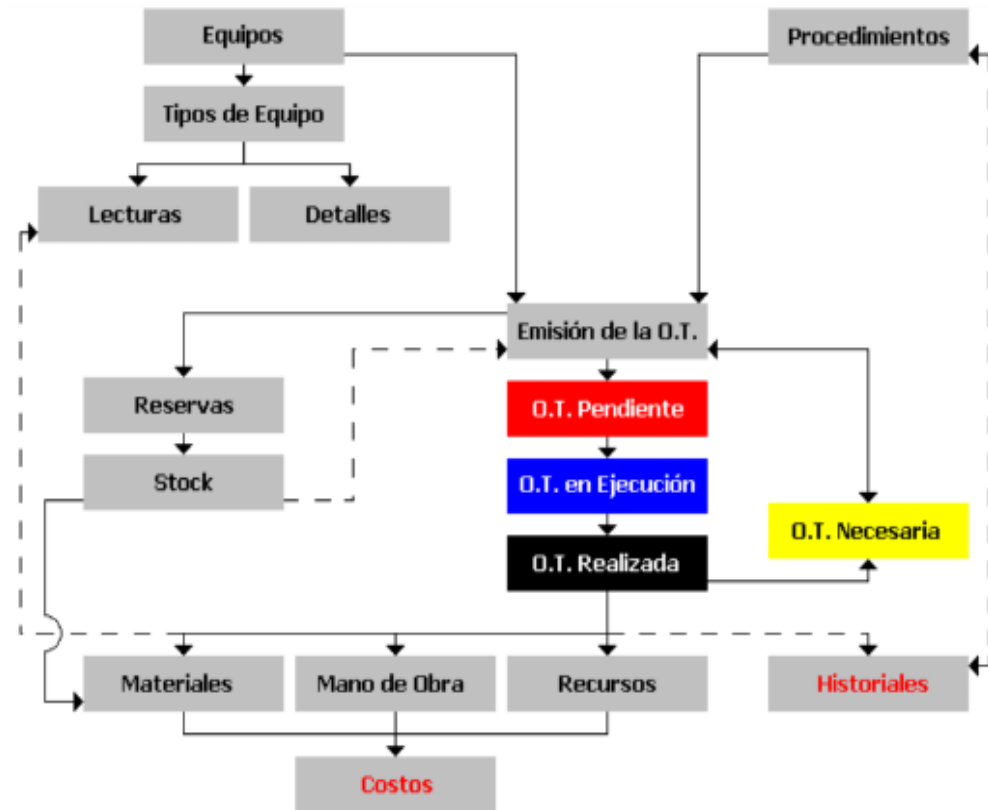 Equipos
Procedimientos
Tipos de Equipo
Lecturas
Detalles
Emisión de la O.T.
Reservas
O.T. Pendiente
Stock
O.T. en Ejecución
O.T. Necesaria
O.T. Realizada
Materiales
Mano de Obra
Recursos
Historiales
Costos